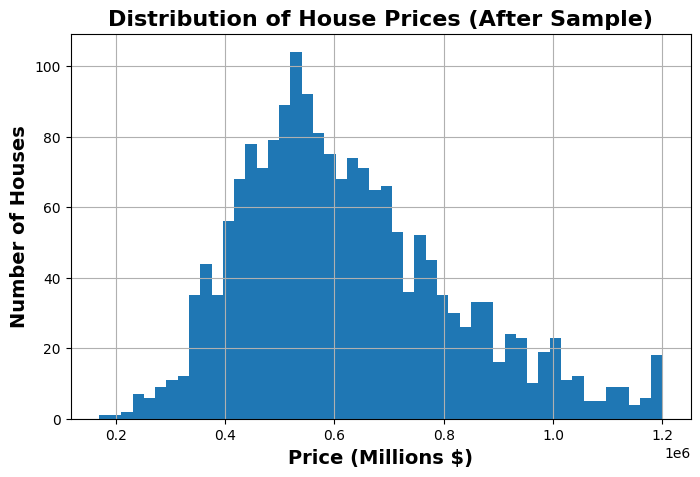 Distribution of House Prices (After Sample)
Number of Houses
100
80
60
40
20
0
0.2 0.4 0.6 0.8 1.0 1.2
1e6
Price (Millions $)